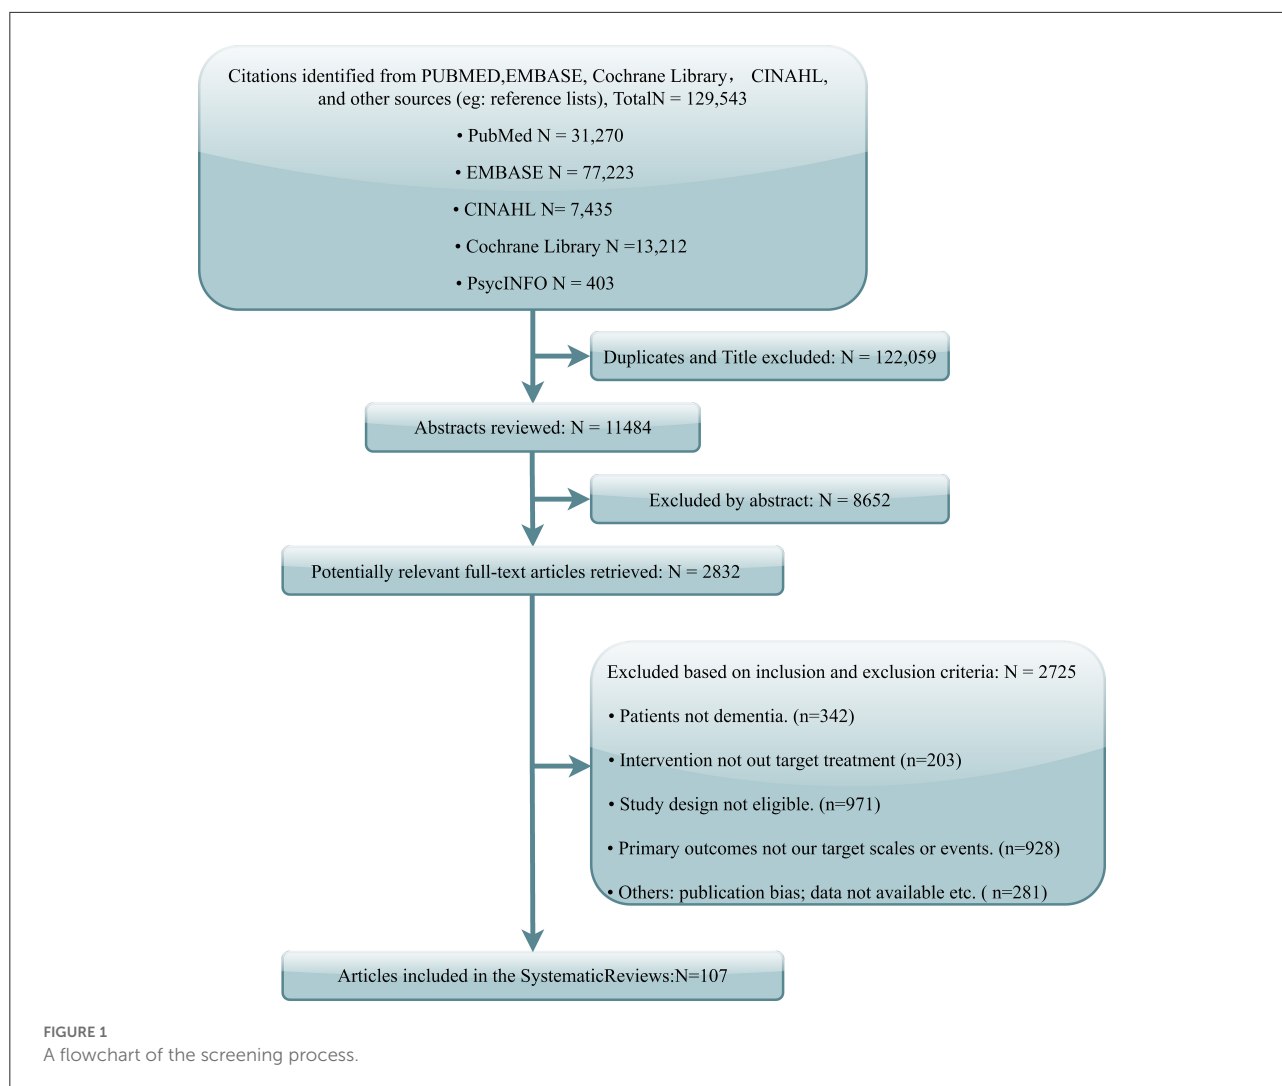 Citations identified from PUBMED,EMBASE, Cochrane Library， CINAHL,
and other sources (eg: reference lists), TotalN = 129,543
• PubMed N = 31,270
• EMBASE N = 77,223
• CINAHL N= 7,435
• Cochrane Library N =13,212
• PsycINFO N = 403
Duplicates and Title excluded: N = 122,059
Abstracts reviewed: N = 11484
Excluded by abstract: N = 8652
Potentially relevant full-text articles retrieved: N = 2832
Excluded based on inclusion and exclusion criteria: N = 2725
• Patients not dementia. (n=342)
• Intervention not out target treatment (n=203)
• Study design not eligible. (n=971)
• Primary outcomes not our target scales or events. (n=928)
• Others: publication bias; data not available etc. ( n=281)
Articles included in the SystematicReviews:N=107
FIGURE 1
A flowchart of the screening process.